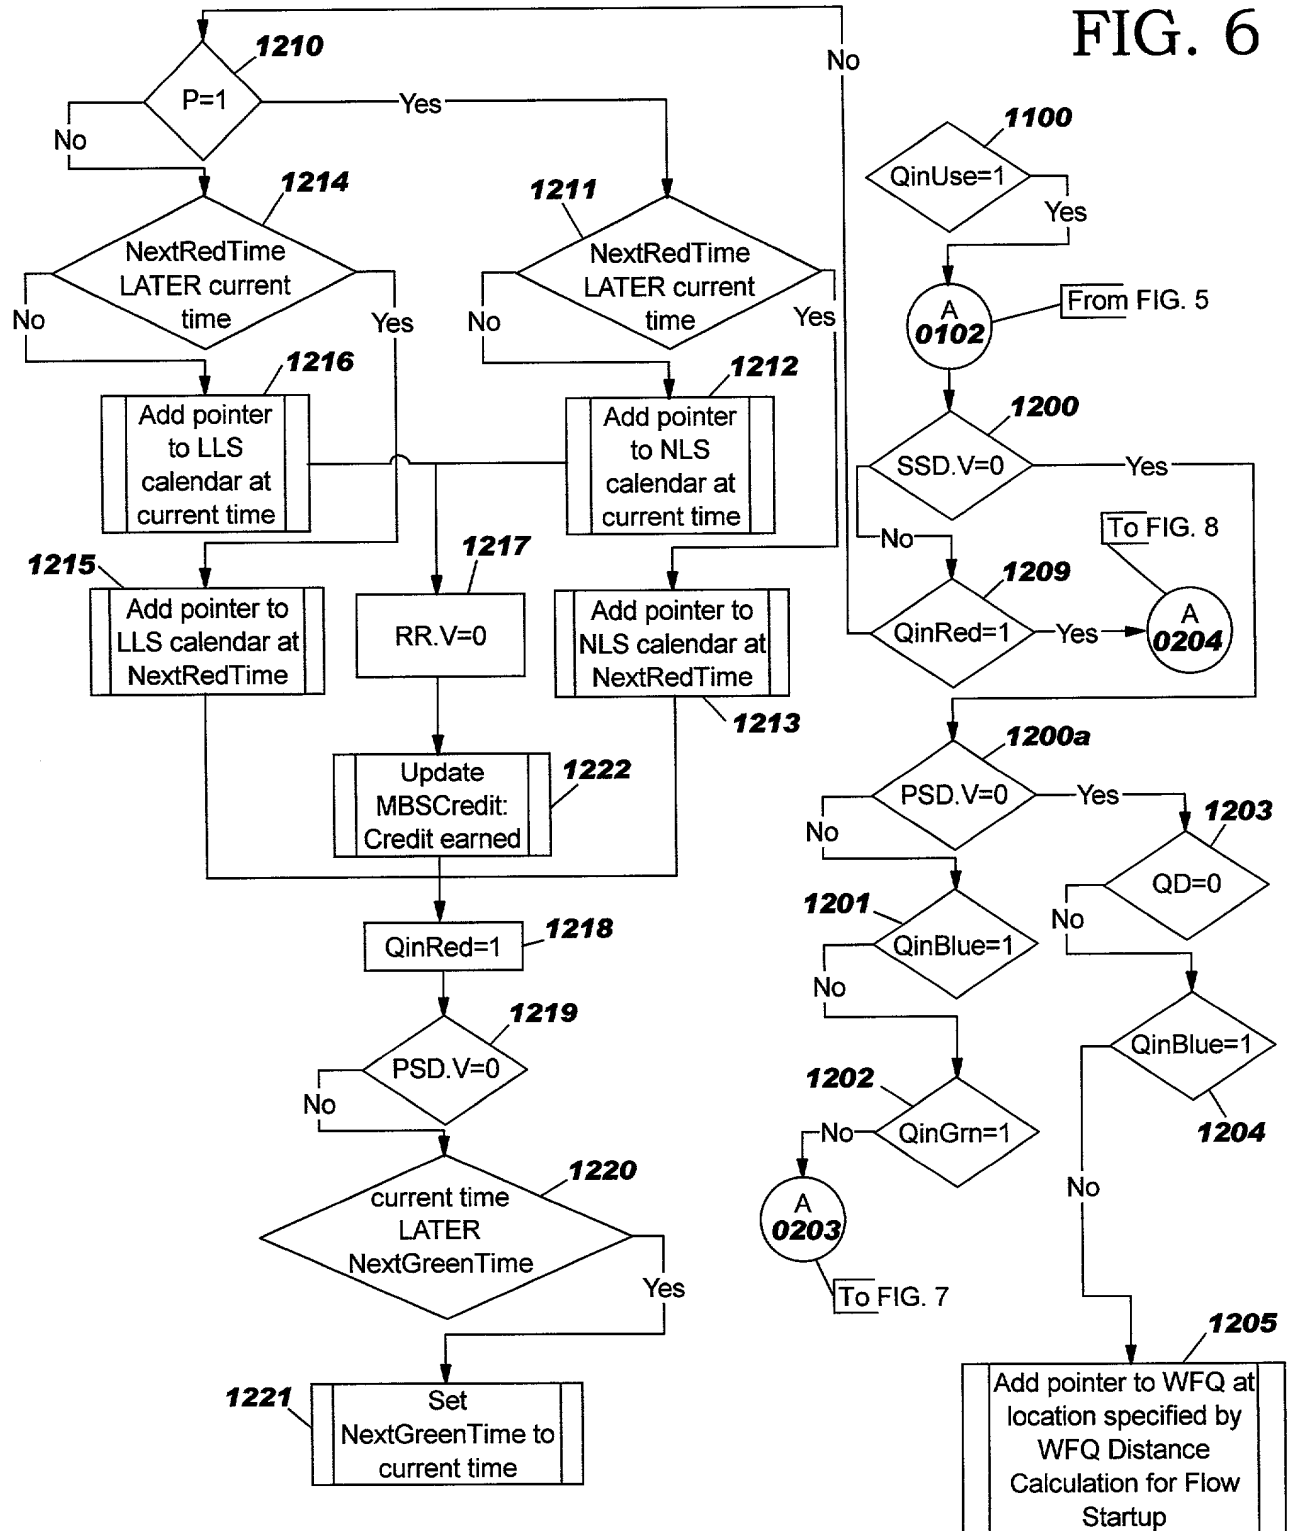 FIG. 6
1210
P=1
No
Yes
No
1214
NextRedTime
LATER current
time
No
Yes
1211
NextRedTime
LATER current
time
No
Yes
1216
Add pointer
to LLS
calendar at
current time
1212
Add pointer
to NLS
calendar at
current time
1215
Add pointer to
LLS calendar at
NextRedTime
1217
RR.V=0
Add pointer to
NLS calendar at
NextRedTime
1213
Update
MBSCredit:
Credit earned
1222
QinRed=1
1218
1219
PSD.V=0
No
1220
current time
LATER
NextGreenTime
Yes
1221
Set
NextGreenTime to
current time
1100
QinUse=1
Yes
A
0102
From FIG. 5
1200
SSD.V=0
Yes
No
To FIG. 8
1209
QinRed=1
Yes
A
0204
1200a
PSD.V=0
Yes
No
1203
QD=0
No
1201
QinBlue=1
No
QinBlue=1
1204
No
1202
QinGrn=1
No
A
0203
To FIG. 7
1205
Add pointer to WFQ at
location specified by
WFQ Distance
Calculation for Flow
Startup